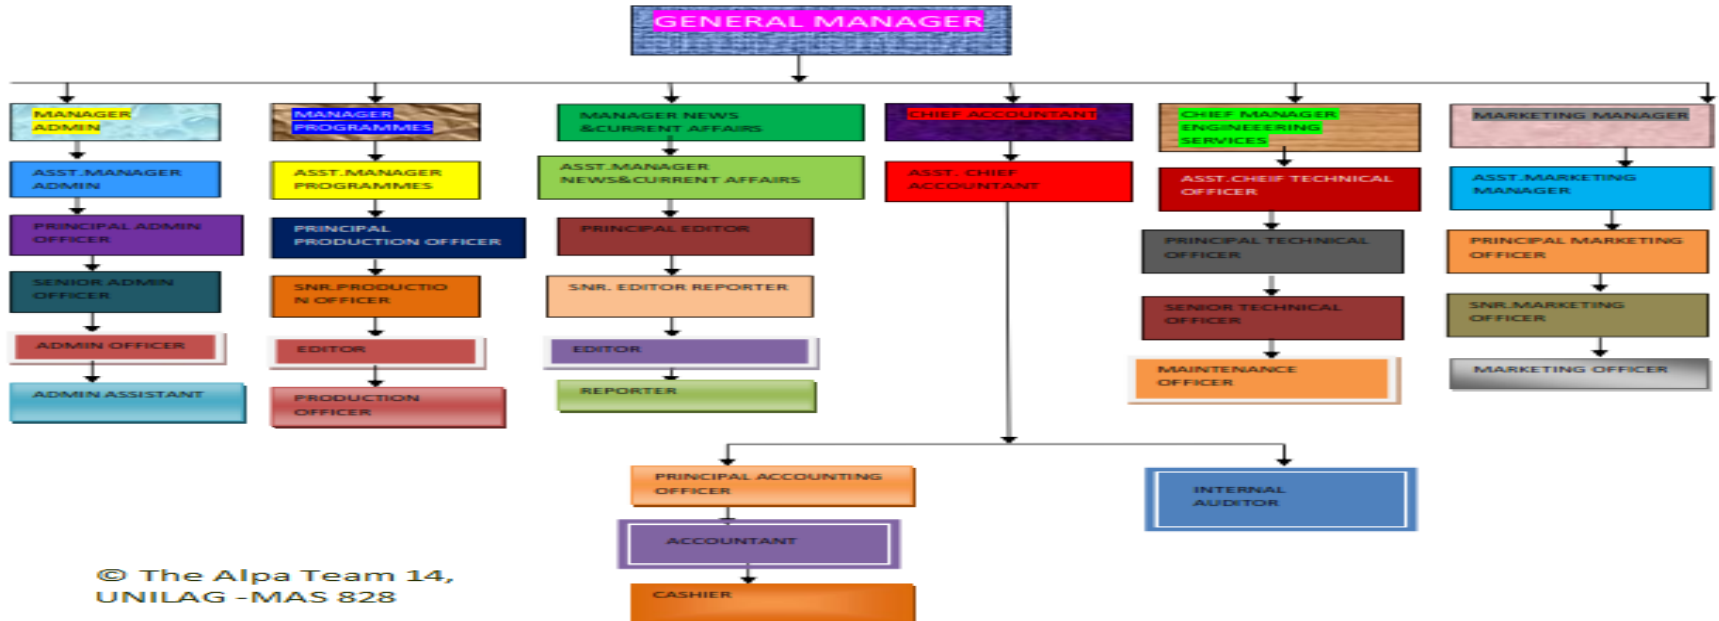 GENERAL MANAGER
MANAGER
ADMIN
ASST.MANAGER
ADMIN
PRINCIPAL ADMIN
OFFICER
SENIOR ADMIN
OFFICER
ADMIN OFFICER
ADMIN ASSISTANT
MANAGER
PROGRAMMES
ASST.MANAGER
PROGRAMMES
PRINCIPAL
PRODUCTION OFFICER
SNR.PRODUCTIO
N OFFICER
EDITOR
PRODUCTION
OFFICER
MANAGER NEWS
&CURRENT AFFAIRS
ASST.MANAGER
NEWS&CURRENT AFFAIRS
PRINCIPAL EDITOR
SNR. EDITOR REPORTER
EDITOR
REPORTER
CHIEF ACCOUNTANT
ASST. CHIEF
ACCOUNTANT
PRINCIPAL ACCOUNTING
OFFICER
ACCOUNTANT
CASHIER
INTERNAL
AUDITOR
CHIEF MANAGER
ENGINEEERING
SERVICES
ASST.CHEIF TECHNICAL
OFFICER
PRINCIPAL TECHNICAL
OFFICER
SENIOR TECHNICAL
OFFICER
MAINTENANCE
OFFICER
MARKETING MANAGER
ASST.MARKETING
MANAGER
PRINCIPAL MARKETING
OFFICER
SNR.MARKETING
OFFICER
MARKETING OFFICER
© The Alpa Team 14,
UNILAG -MAS 828